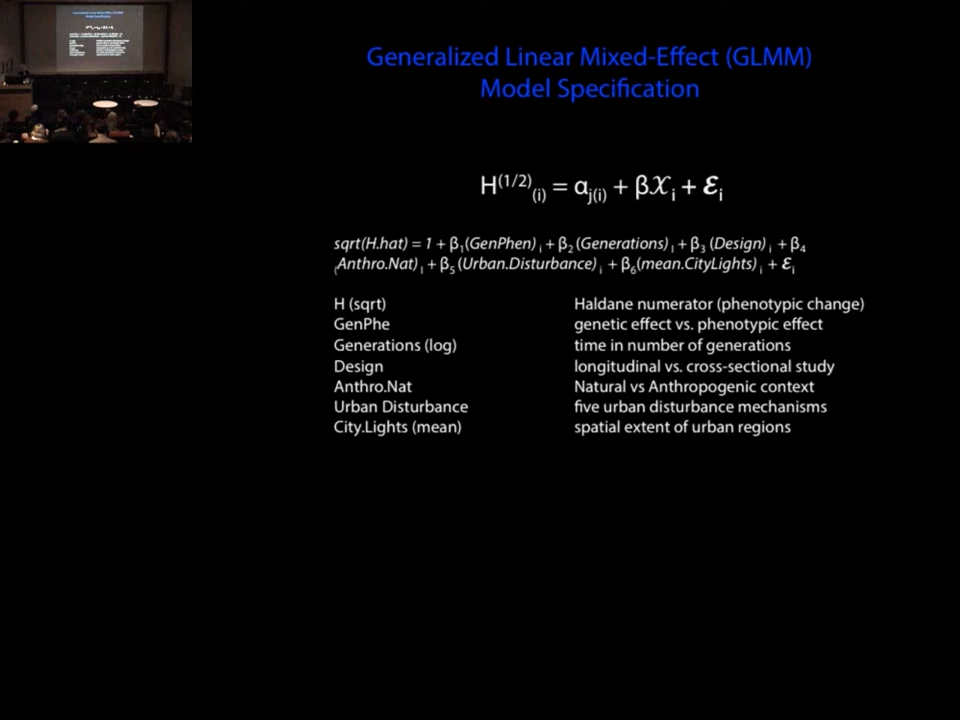 Generalized Linear Mixed-Effect (GLMM)
Model Specification
H(1/2)(i) = αj(i) + β𝒳i + ℇi
sqrt(H.hat) = 1 + β1(GenPhen) i + β2 (Generations) i + β3 (Design) i + β4
(Anthro.Nat) i + β5 (Urban.Disturbance) i + β6(mean.CityLights) i + ℇi
H (sqrt) Haldane numerator (phenotypic change)
GenPhe genetic effect vs. phenotypic effect
Generations (log) time in number of generations
Design longitudinal vs. cross-sectional study
Anthro.Nat Natural vs Anthropogenic context
Urban Disturbance five urban disturbance mechanisms
City.Lights (mean) spatial extent of urban regions